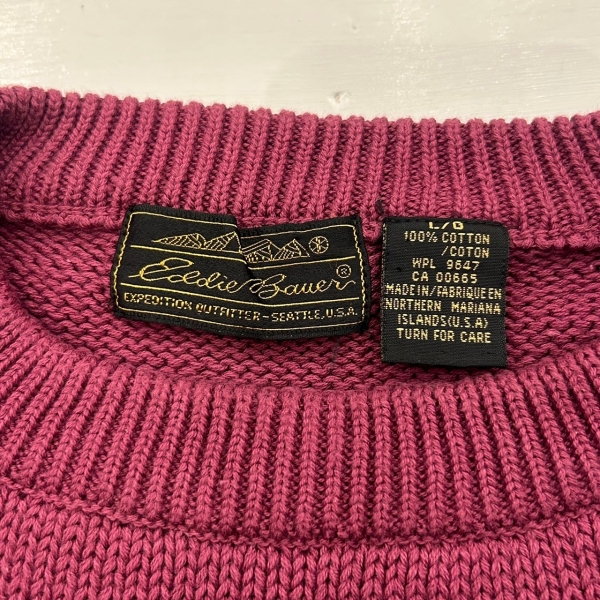 Eddie Bauer®
EXPEDITION OUTFITTER-SEATTLE, U.S.A.
L/G
100% COTTON
/COTON
WPL 9647
CA 00665
MADE IN/FABRIQUE EN
NORTHERN MARIANA
ISLANDS(U.S.A)
TURN FOR CARE